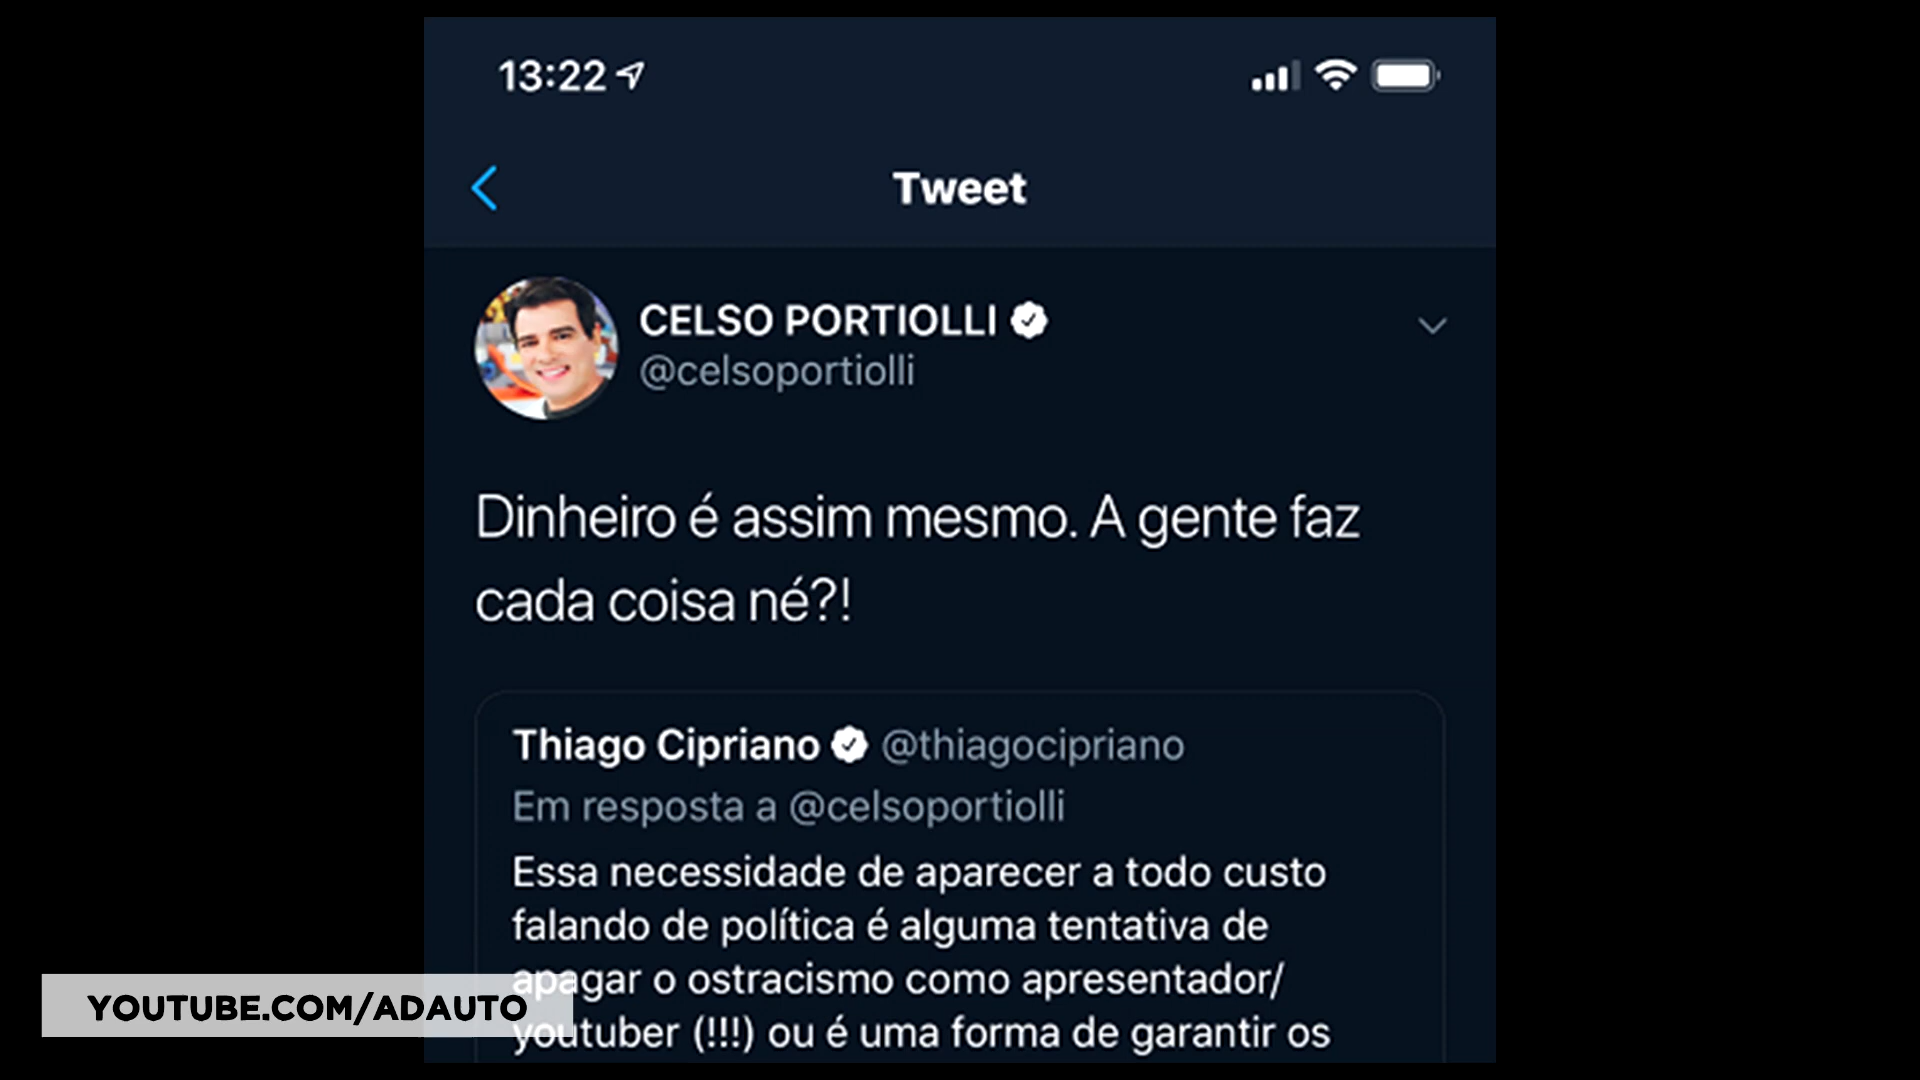 13:22
Tweet
CELSO PORTIOLLI
@celsoportiolli
Dinheiro é assim mesmo. A gente faz
cada coisa né?!
Thiago Cipriano @thiagocipriano
Em resposta a @celsoportiolli
Essa necessidade de aparecer a todo custo
falando de política é alguma tentativa de
apagar o ostracismo como apresentador/
youtuber (!!!) ou é uma forma de garantir os
YOUTUBE.COM/ADAUTO